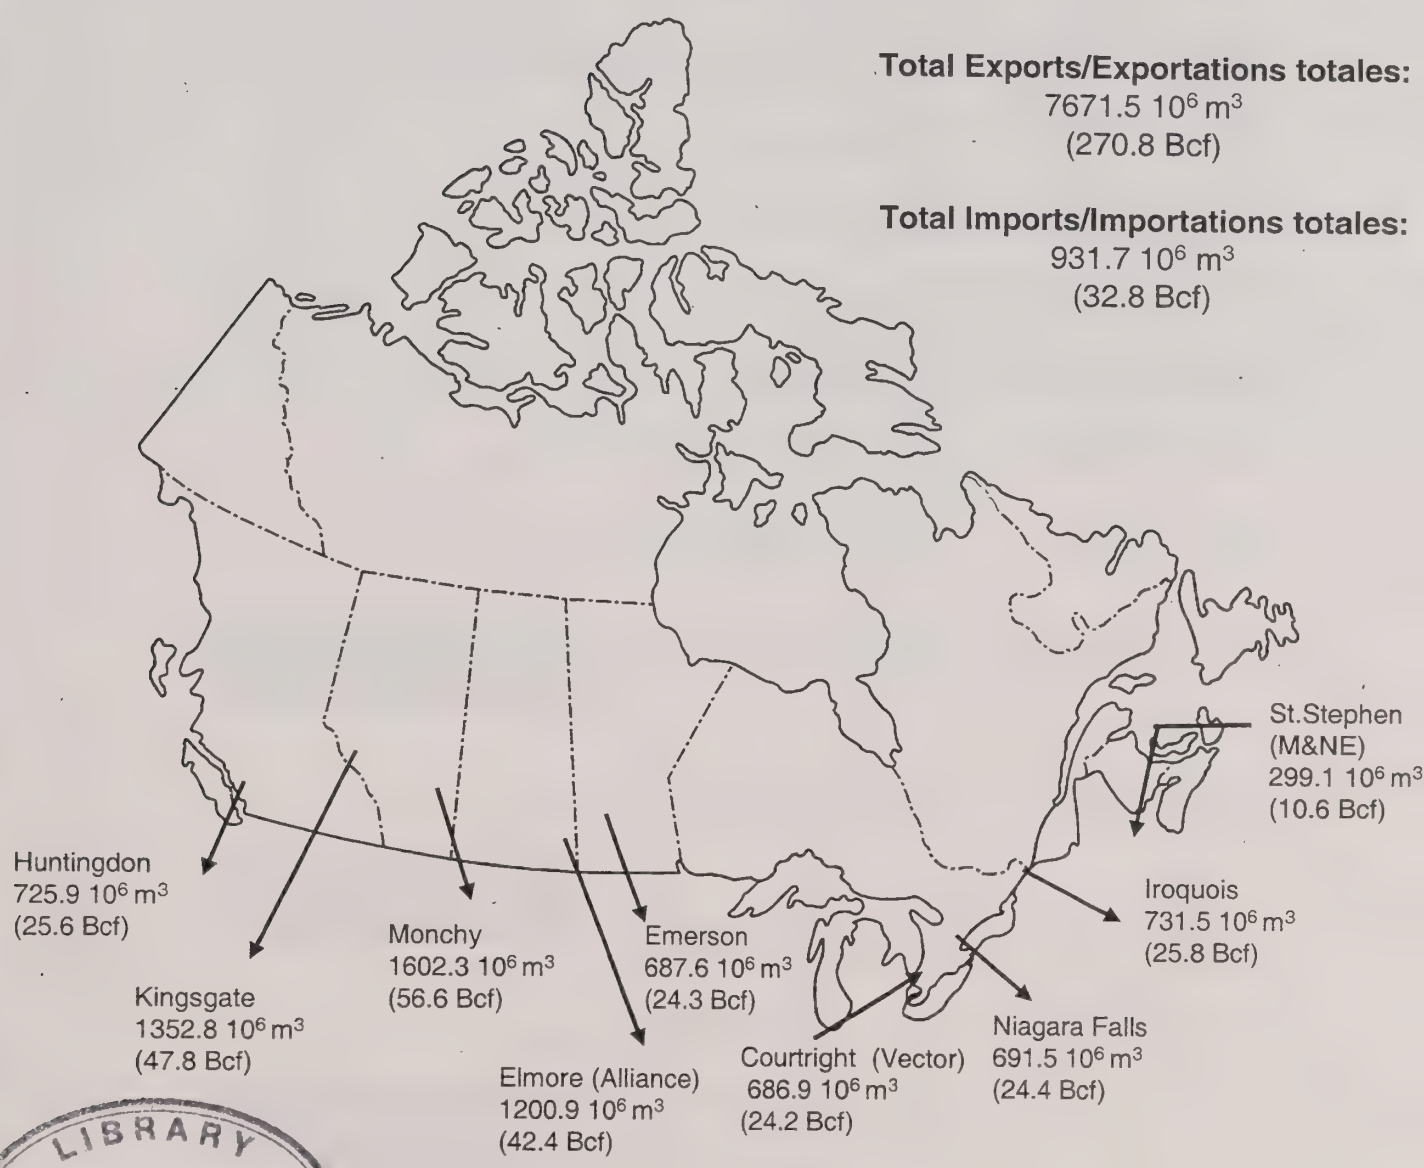 Total Exports/Exportations totales:
7671.5 10⁶ m³
(270.8 Bcf)
Total Imports/Importations totales:
931.7 10⁶ m³
(32.8 Bcf)
St.Stephen
(M&NE)
299.1 10⁶ m³
(10.6 Bcf)
Huntingdon
725.9 10⁶ m³
(25.6 Bcf)
Iroquois
731.5 10⁶ m³
(25.8 Bcf)
Monchy
1602.3 10⁶ m³
(56.6 Bcf)
Emerson
687.6 10⁶ m³
(24.3 Bcf)
Kingsgate
1352.8 10⁶ m³
(47.8 Bcf)
Niagara Falls
691.5 10⁶ m³
(24.4 Bcf)
Courtright (Vector)
686.9 10⁶ m³
(24.2 Bcf)
Elmore (Alliance)
1200.9 10⁶ m³
(42.4 Bcf)
LIBRARY